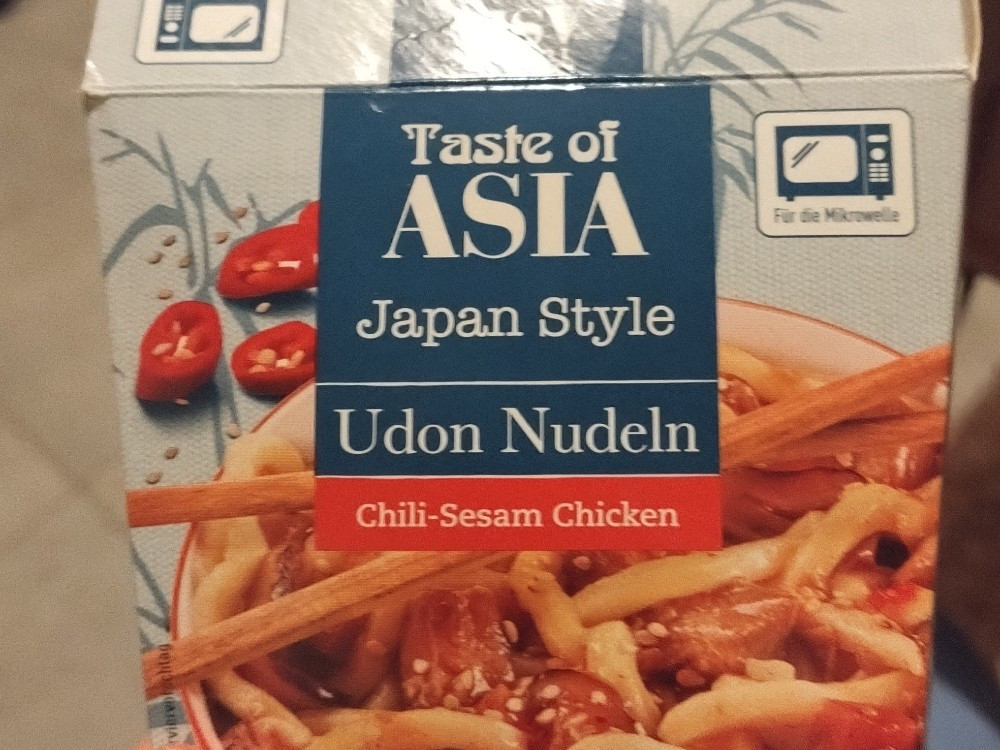 Taste of
ASIA
Für die Mikrowelle
Japan Style
Udon Nudeln
Chili-Sesam Chicken